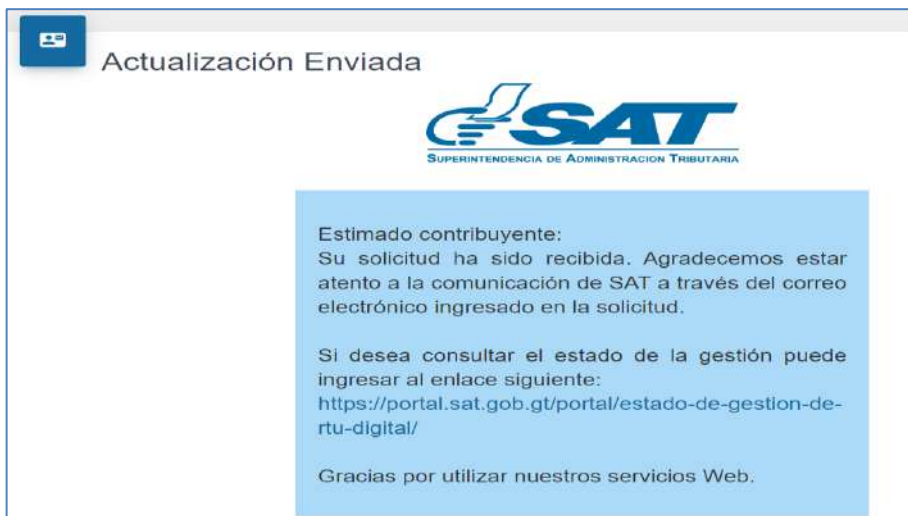 Actualización Enviada
SAT
SUPERINTENDENCIA DE ADMINISTRACION TRIBUTARIA
Estimado contribuyente:
Su solicitud ha sido recibida. Agradecemos estar
atento a la comunicación de SAT a través del correo
electrónico ingresado en la solicitud.
Si desea consultar el estado de la gestión puede
ingresar al enlace siguiente:
https://portal.sat.gob.gt/portal/estado-de-gestion-de-
rtu-digital/
Gracias por utilizar nuestros servicios Web.